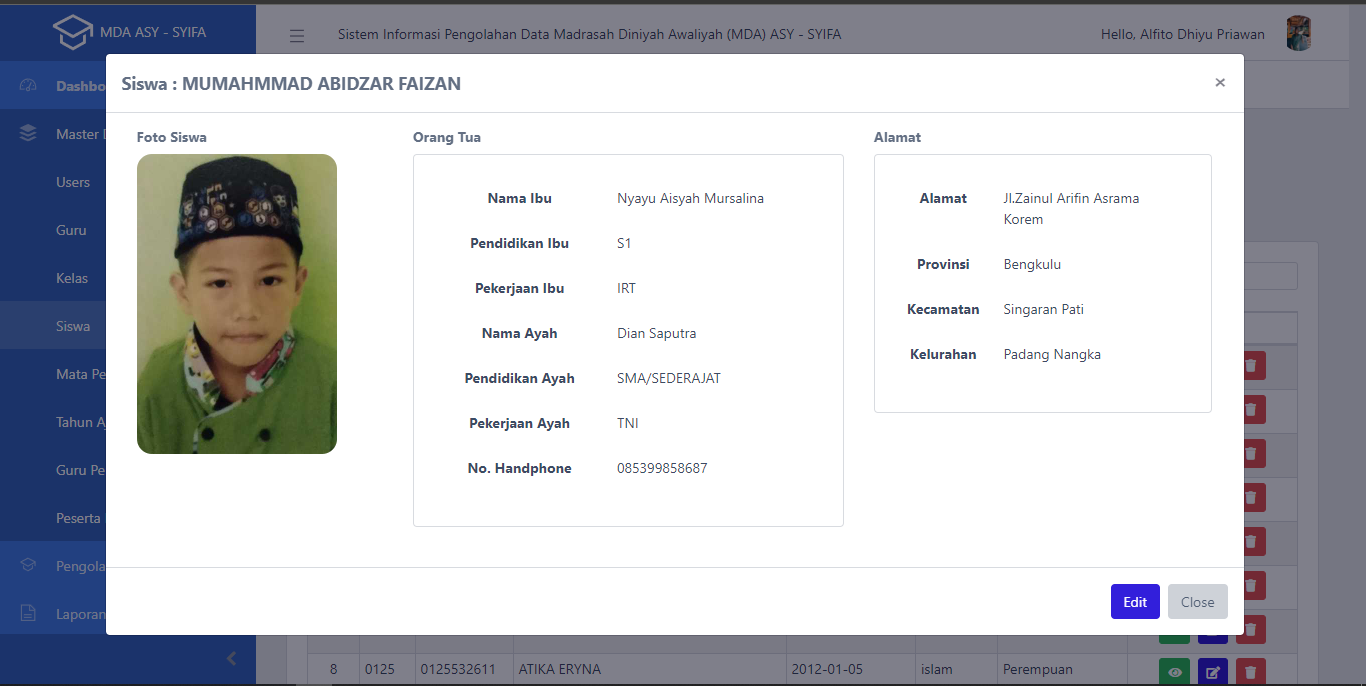 MDA ASY - SYIFA
Sistem Informasi Pengolahan Data Madrasah Diniyah Awaliyah (MDA) ASY - SYIFA
Hello, Alfito Dhiyu Priawan
Siswa : MUMAHMMAD ABIDZAR FAIZAN
×
Dashbo
Master
Users
Guru
Kelas
Siswa
Mata Pe
Tahun A
Guru Pe
Peserta
Pengola
Laporan
Foto Siswa
Orang Tua
Nama Ibu Nyayu Aisyah Mursalina
Pendidikan Ibu S1
Pekerjaan Ibu IRT
Nama Ayah Dian Saputra
Pendidikan Ayah SMA/SEDERAJAT
Pekerjaan Ayah TNI
No. Handphone 085399858687
Alamat
Alamat Jl.Zainul Arifin Asrama
Korem
Provinsi Bengkulu
Kecamatan Singaran Pati
Kelurahan Padang Nangka
Edit Close
8 0125 0125532611 ATIKA ERYNA 2012-01-05 islam Perempuan